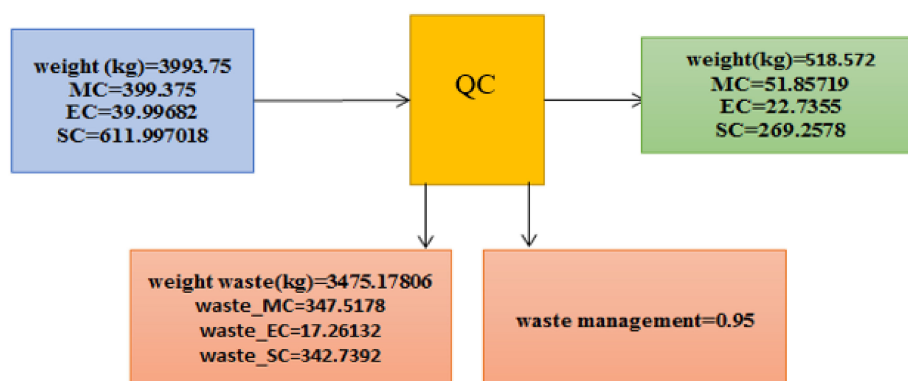 weight (kg)=3993.75
MC=399.375
EC=39.99682
SC=611.997018
QC
weight(kg)=518.572
MC=51.85719
EC=22.7355
SC=269.2578
weight waste(kg)=3475.17806
waste_MC=347.5178
waste_EC=17.26132
waste_SC=342.7392
waste management=0.95